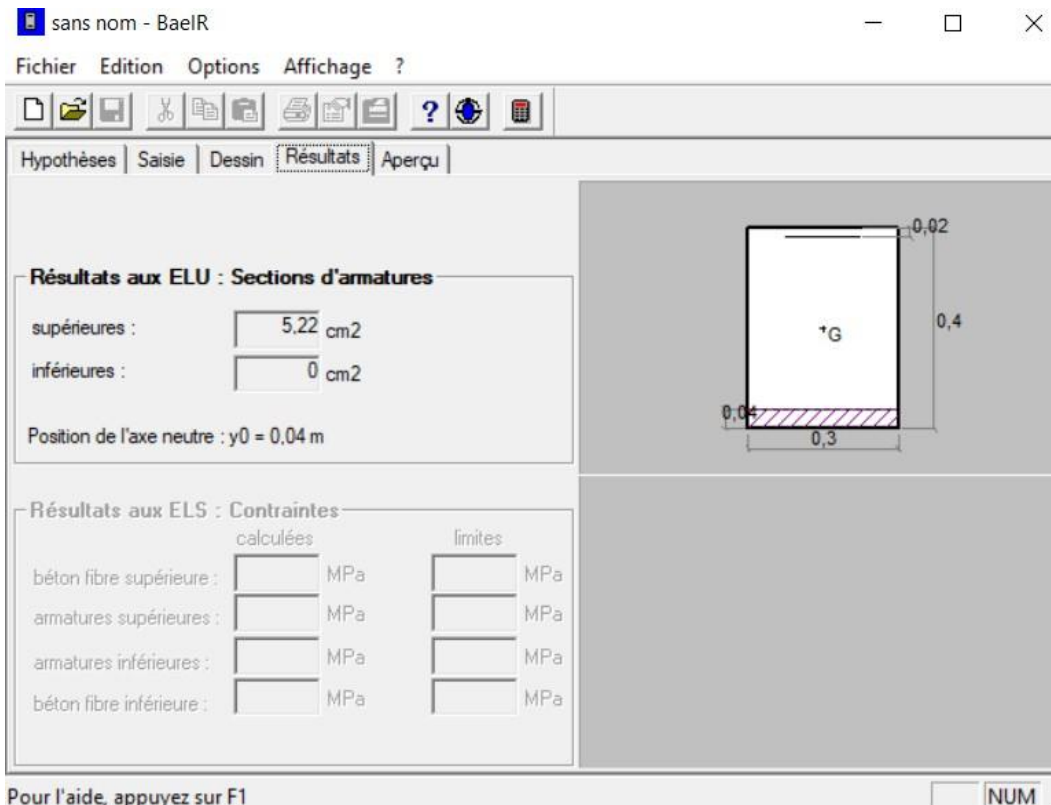 sans nom - BaelR
Fichier Edition Options Affichage ?
Hypothèses Saisie Dessin Résultats Aperçu
Résultats aux ELU : Sections d'armatures
supérieures : 5,22 cm2
inférieures : 0 cm2
Position de l'axe neutre : y0 = 0,04 m
0,02
0,4
G
0,04
0,3
Résultats aux ELS : Contraintes
calculées limites
béton fibre supérieure : MPa MPa
armatures supérieures : MPa MPa
armatures inférieures : MPa MPa
béton fibre inférieure : MPa MPa
Pour l'aide, appuyez sur F1 NUM